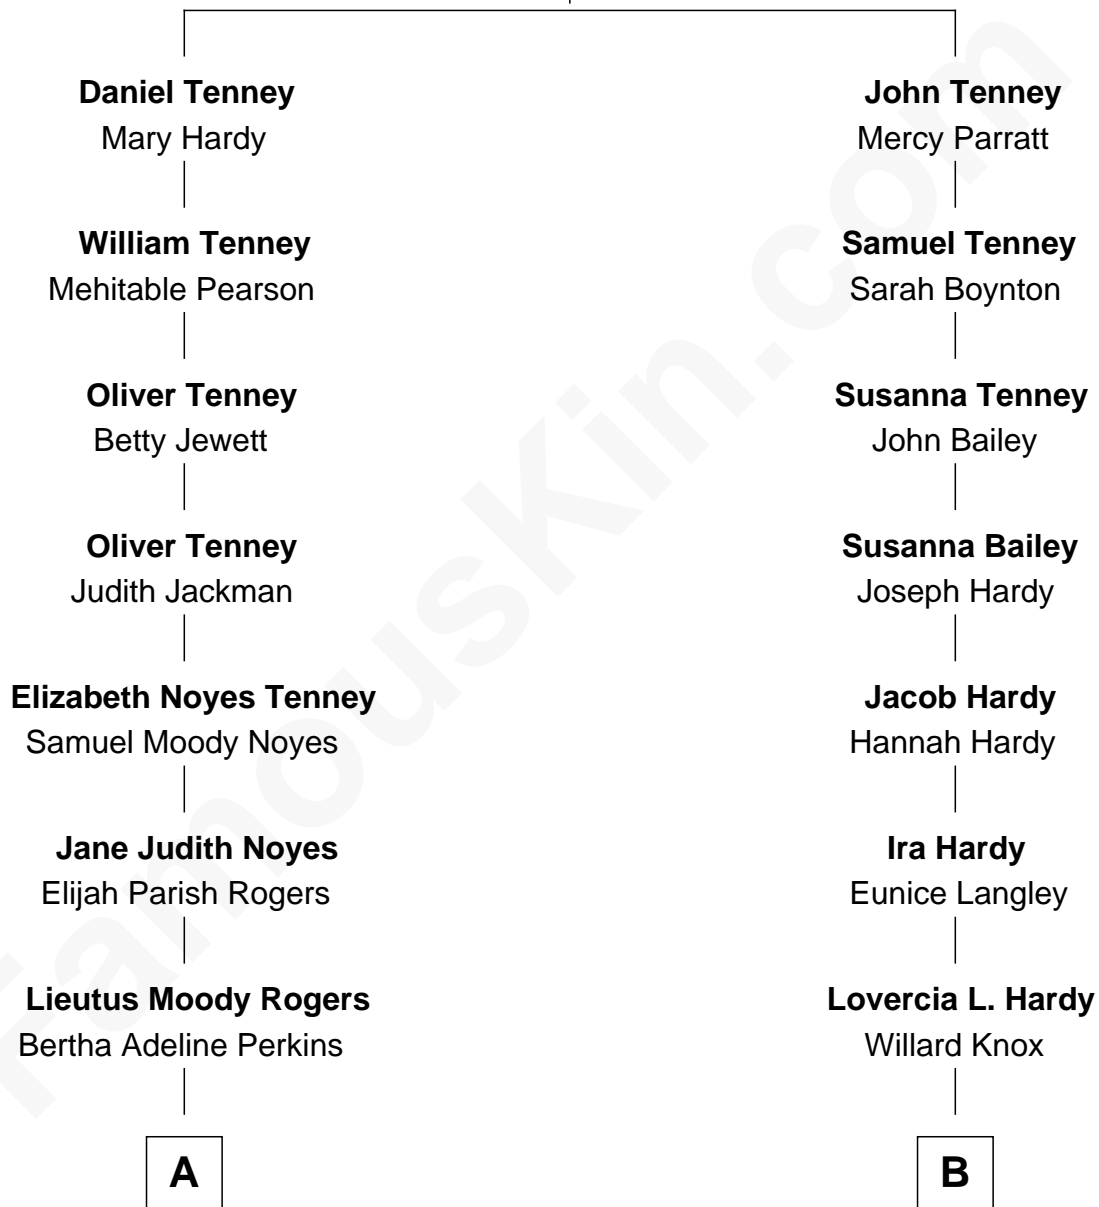 Daniel Tenney
Mary Hardy
William Tenney
Mehitable Pearson
Oliver Tenney
Betty Jewett
Oliver Tenney
Judith Jackman
Elizabeth Noyes Tenney
Samuel Moody Noyes
Jane Judith Noyes
Elijah Parish Rogers
Lieutus Moody Rogers
Bertha Adeline Perkins
A
John Tenney
Mercy Parratt
Samuel Tenney
Sarah Boynton
Susanna Tenney
John Bailey
Susanna Bailey
Joseph Hardy
Jacob Hardy
Hannah Hardy
Ira Hardy
Eunice Langley
Lovercia L. Hardy
Willard Knox
B
FamousKin.com